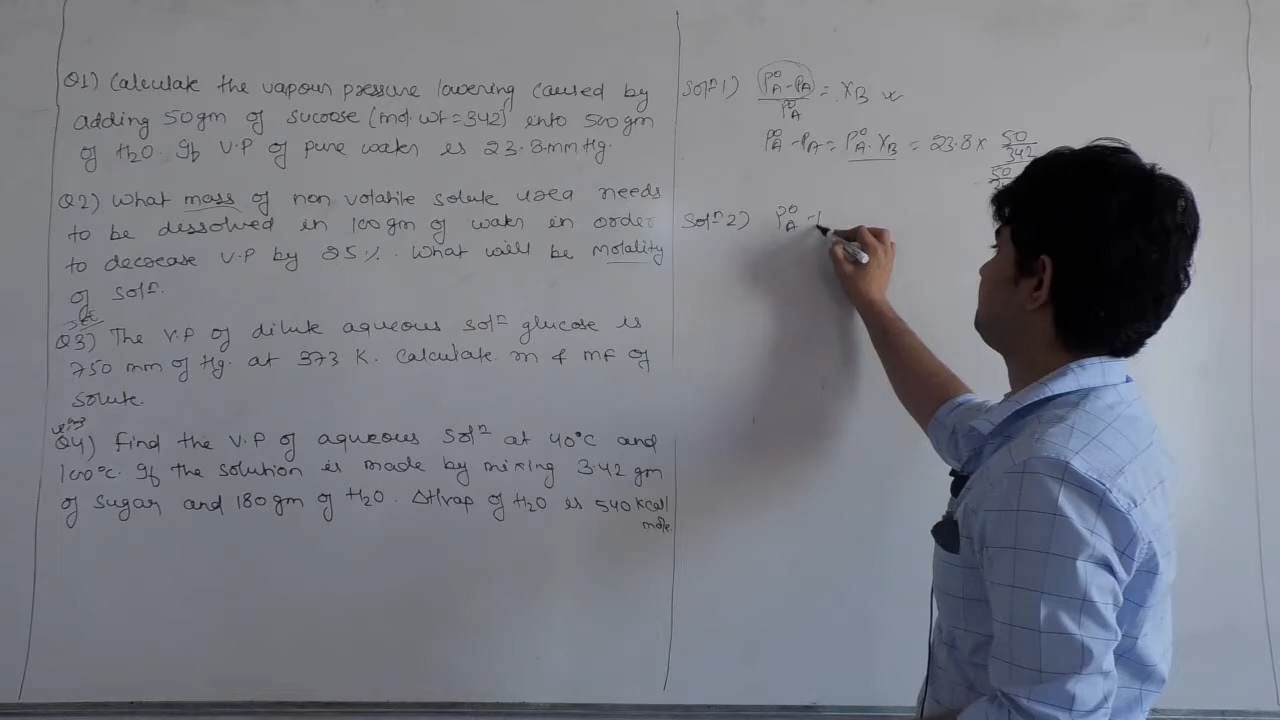 Q1) Calculate the vapour pressure lowering caused by
adding 50gm of sucrose (mol. wt = 342) into 500gm
of H2O. If V.P of pure water is 23.8mmHg.
Q2) What mass of non volatile solute urea needs
to be dissolved in 100gm of water in order
to decrease V.P by 25%. What will be molality
of solⁿ.
Q3) The V.P of dilute aqueous solⁿ glucose is
750 mm of Hg. at 373 K. Calculate m & mf of
solute.
Q4) Find the V.P of aqueous solⁿ at 40°C and
100°C. If the solution is made by mixing 3.42 gm
of sugar and 180gm of H2O. ΔHvap of H2O is 540 Kcal/
mole.
Solⁿ 1) (P°A - PA) / P°A = XB
P°A - PA = P°A . XB = 23.8 × 50/342
50
Solⁿ 2) P°A -